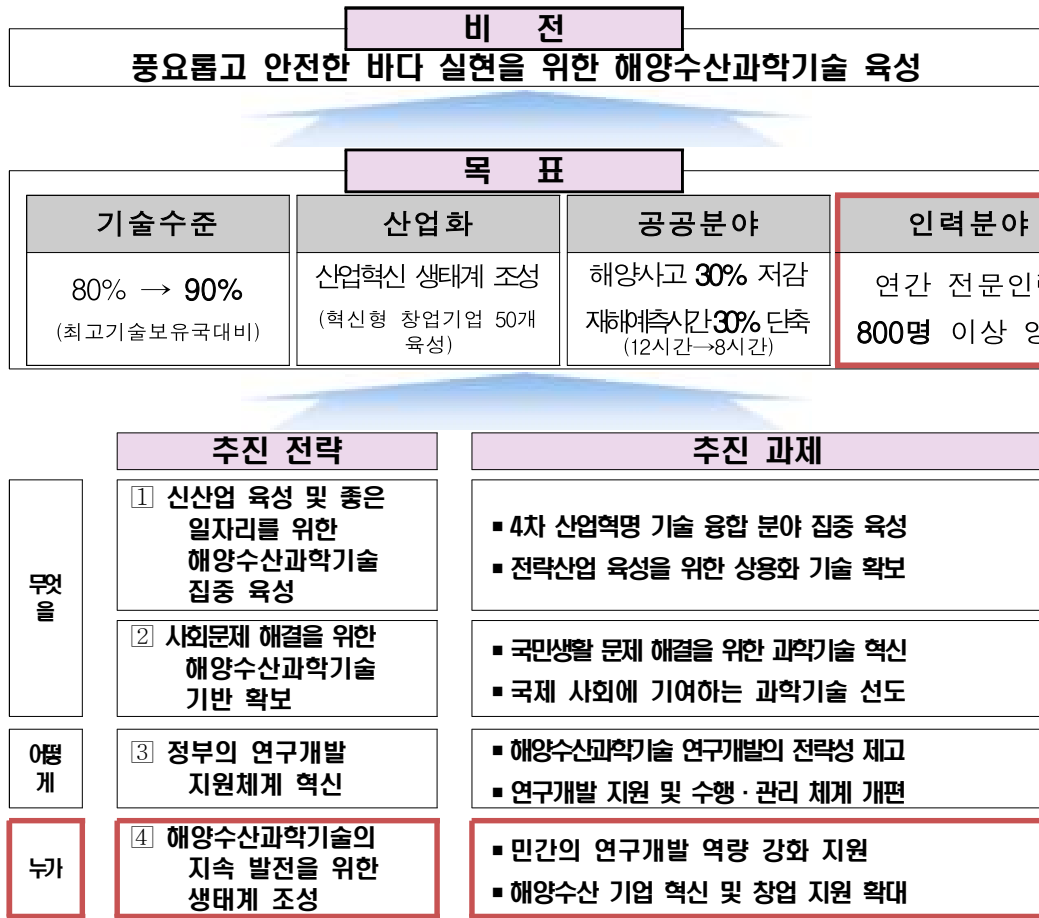 비 전
풍요롭고 안전한 바다 실현을 위한 해양수산과학기술 육성
목 표
기술수준
80% → 90%
(최고기술보유국대비)
산업화
산업혁신 생태계 조성
(혁신형 창업기업 50개
육성)
공공분야
해양사고 30% 저감
재해예측시간 30% 단축
(12시간→8시간)
인력분야
연간 전문인
800명 이상
추진 전략
추진 과제
무엇
을
1 신산업 육성 및 좋은
일자리를 위한
해양수산과학기술
집중 육성
▪ 4차 산업혁명 기술 융합 분야 집중 육성
▪ 전략산업 육성을 위한 상용화 기술 확보
2 사회문제 해결을 위한
해양수산과학기술
기반 확보
▪ 국민생활 문제 해결을 위한 과학기술 혁신
▪ 국제 사회에 기여하는 과학기술 선도
어떻
게
3 정부의 연구개발
지원체계 혁신
▪ 해양수산과학기술 연구개발의 전략성 제고
▪ 연구개발 지원 및 수행·관리 체계 개편
누가
4 해양수산과학기술의
지속 발전을 위한
생태계 조성
▪ 민간의 연구개발 역량 강화 지원
▪ 해양수산 기업 혁신 및 창업 지원 확대